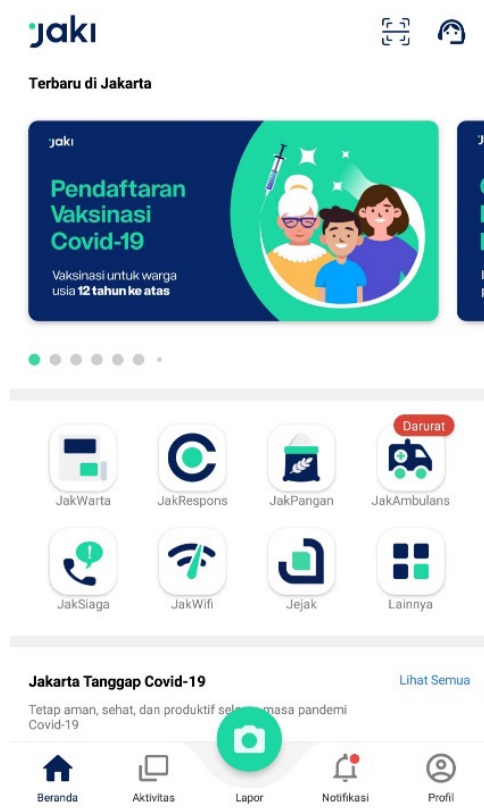 jaki
Terbaru di Jakarta
jaki
Pendaftaran
Vaksinasi
Covid-19
Vaksinasi untuk warga
usia 12 tahun ke atas
Darurat
JakWarta JakRespons JakPangan JakAmbulans
JakSiaga JakWifi Jejak Lainnya
Jakarta Tanggap Covid-19 Lihat Semua
Tetap aman, sehat, dan produktif masa pandemi
Covid-19
Beranda Aktivitas Lapor Notifikasi Profil